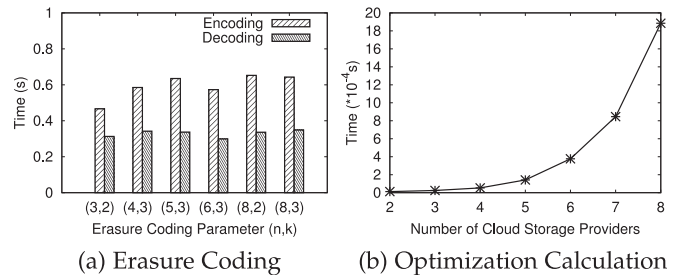 Encoding
Decoding
1
0.8
0.6
0.4
0.2
0
Time (s)
(3,2) (4,3) (5,3) (6,3) (8,2) (8,3)
Erasure Coding Parameter (n,k)
(a) Erasure Coding
20
18
16
14
12
10
8
6
4
2
0
Time (*10^-4s)
2 3 4 5 6 7 8
Number of Cloud Storage Providers
(b) Optimization Calculation